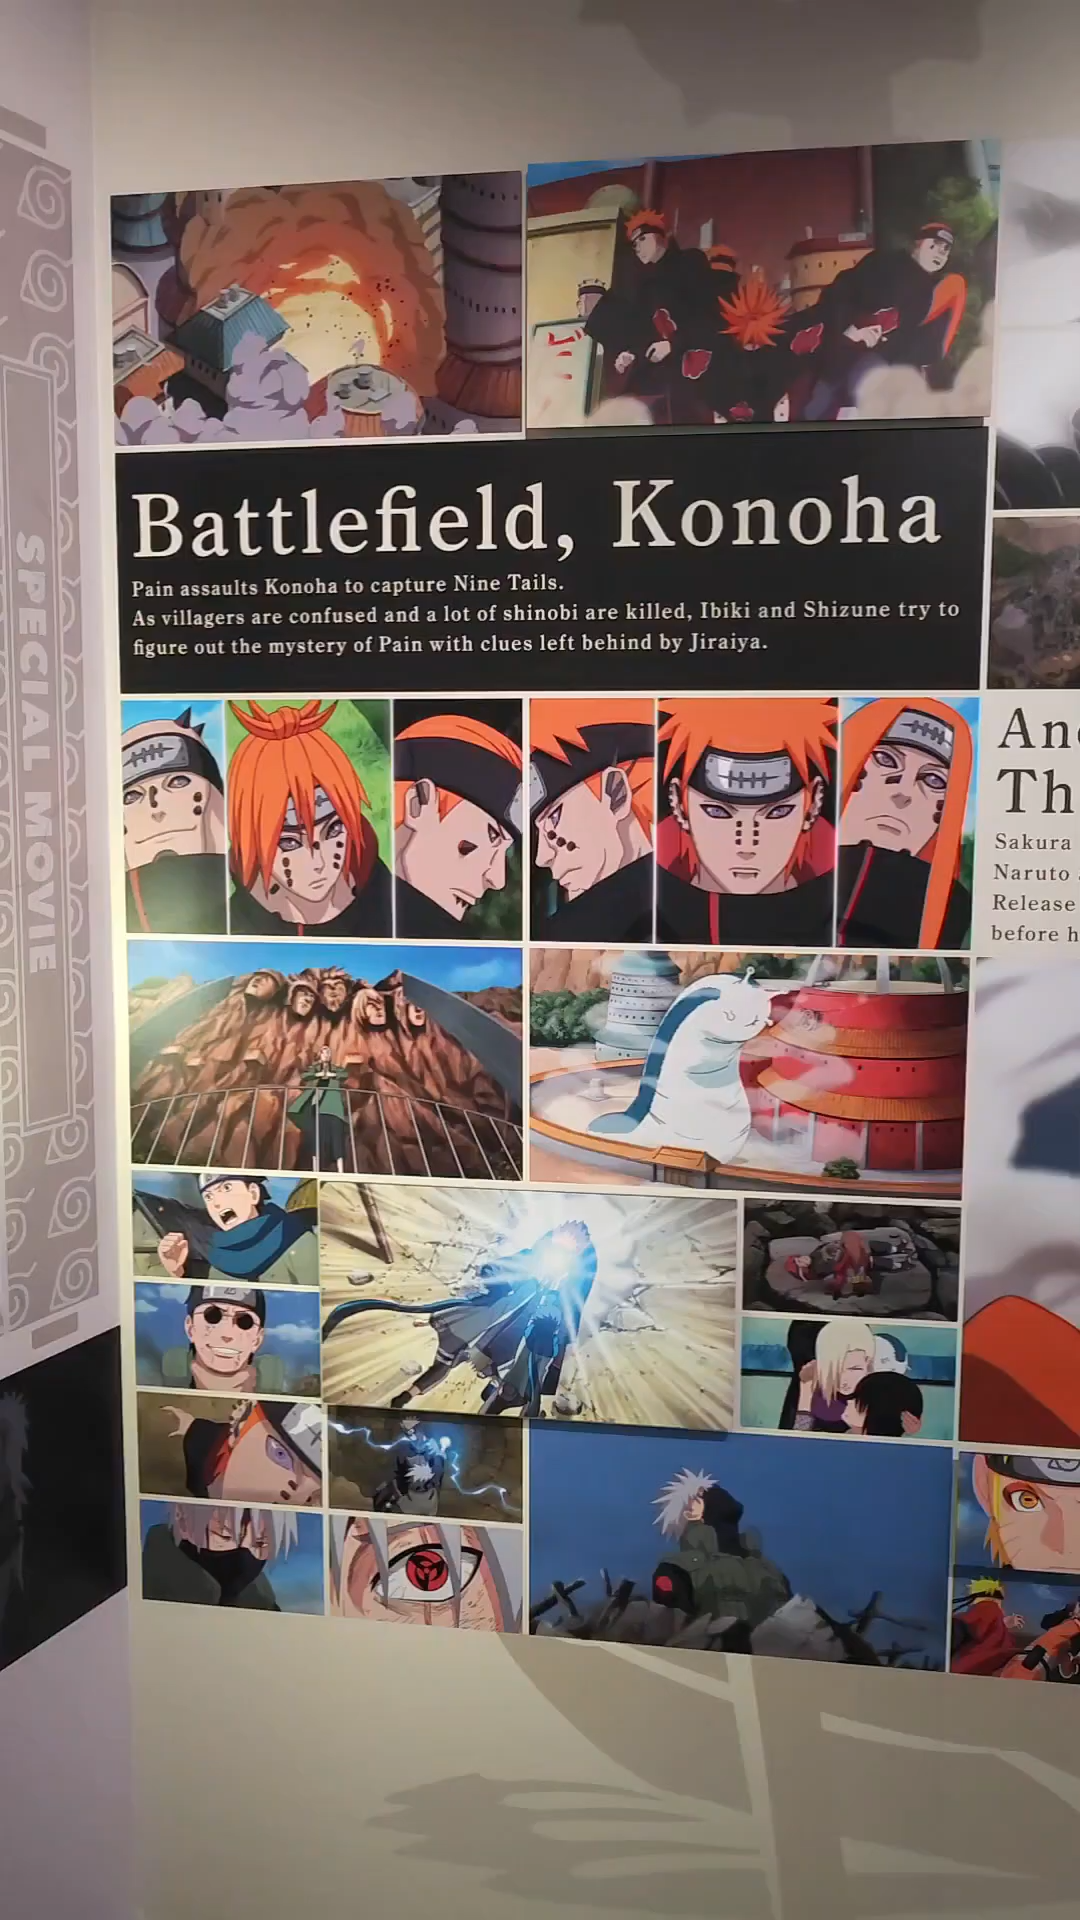 SPECIAL MOVIE
Battlefield, Konoha
Pain assaults Konoha to capture Nine Tails.
As villagers are confused and a lot of shinobi are killed, Ibiki and Shizune try to
figure out the mystery of Pain with clues left behind by Jiraiya.
Sakura
Naruto
Release
before